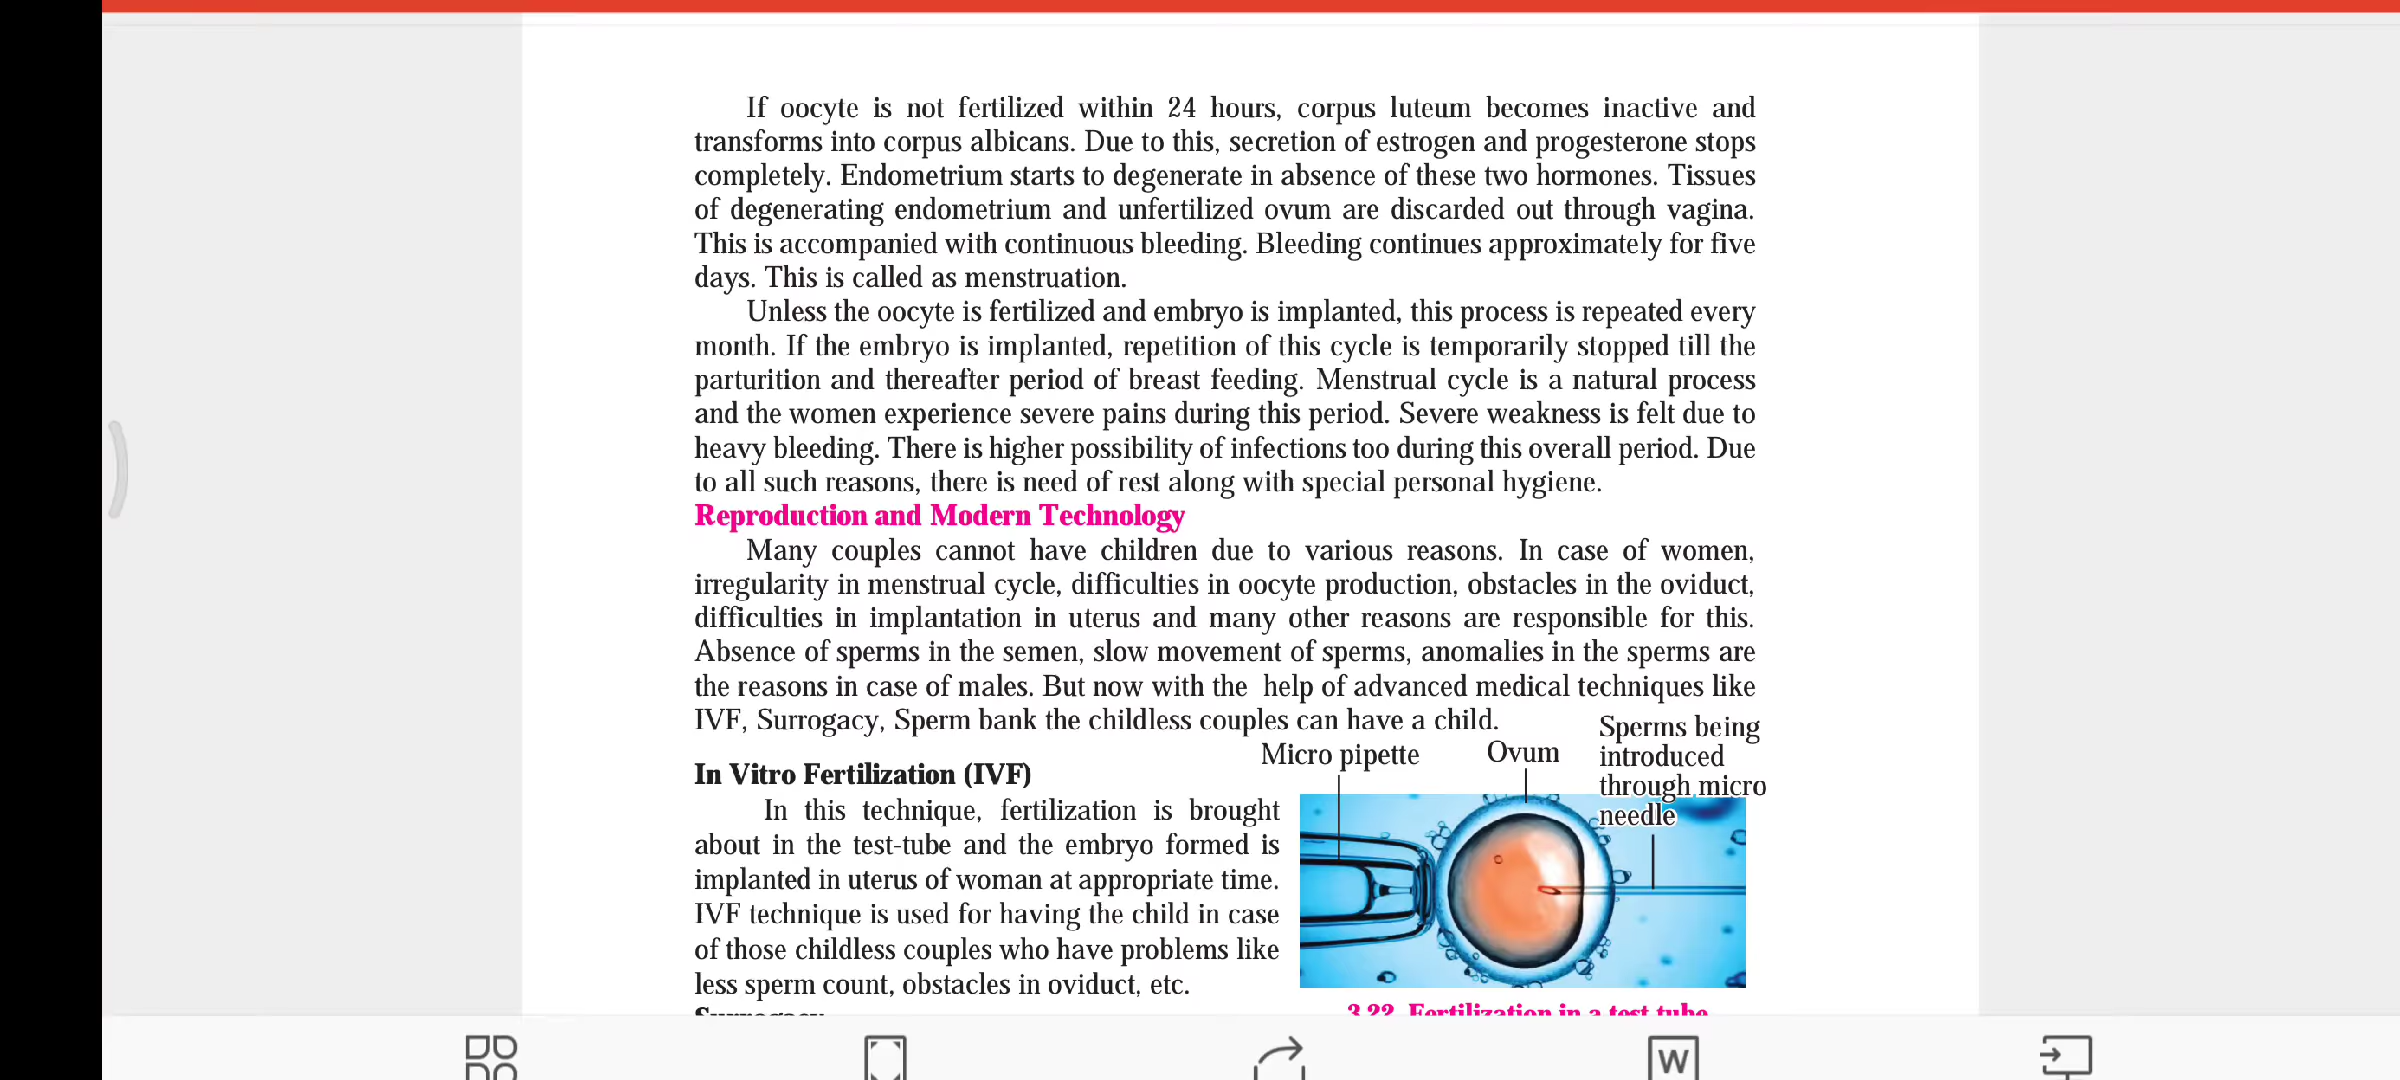 If oocyte is not fertilized within 24 hours, corpus luteum becomes inactive and
transforms into corpus albicans. Due to this, secretion of estrogen and progesterone stops
completely. Endometrium starts to degenerate in absence of these two hormones. Tissues
of degenerating endometrium and unfertilized ovum are discarded out through vagina.
This is accompanied with continuous bleeding. Bleeding continues approximately for five
days. This is called as menstruation.
Unless the oocyte is fertilized and embryo is implanted, this process is repeated every
month. If the embryo is implanted, repetition of this cycle is temporarily stopped till the
parturition and thereafter period of breast feeding. Menstrual cycle is a natural process
and the women experience severe pains during this period. Severe weakness is felt due to
heavy bleeding. There is higher possibility of infections too during this overall period. Due
to all such reasons, there is need of rest along with special personal hygiene.
Reproduction and Modern Technology
Many couples cannot have children due to various reasons. In case of women,
irregularity in menstrual cycle, difficulties in oocyte production, obstacles in the oviduct,
difficulties in implantation in uterus and many other reasons are responsible for this.
Absence of sperms in the semen, slow movement of sperms, anomalies in the sperms are
the reasons in case of males. But now with the help of advanced medical techniques like
IVF, Surrogacy, Sperm bank the childless couples can have a child.
In Vitro Fertilization (IVF)
In this technique, fertilization is brought
about in the test-tube and the embryo formed is
implanted in uterus of woman at appropriate time.
IVF technique is used for having the child in case
of those childless couples who have problems like
less sperm count, obstacles in oviduct, etc.
Surrogacy
Micro pipette
Ovum
Sperms being
introduced
through micro
needle
3.22 Fertilization in a test tube
W